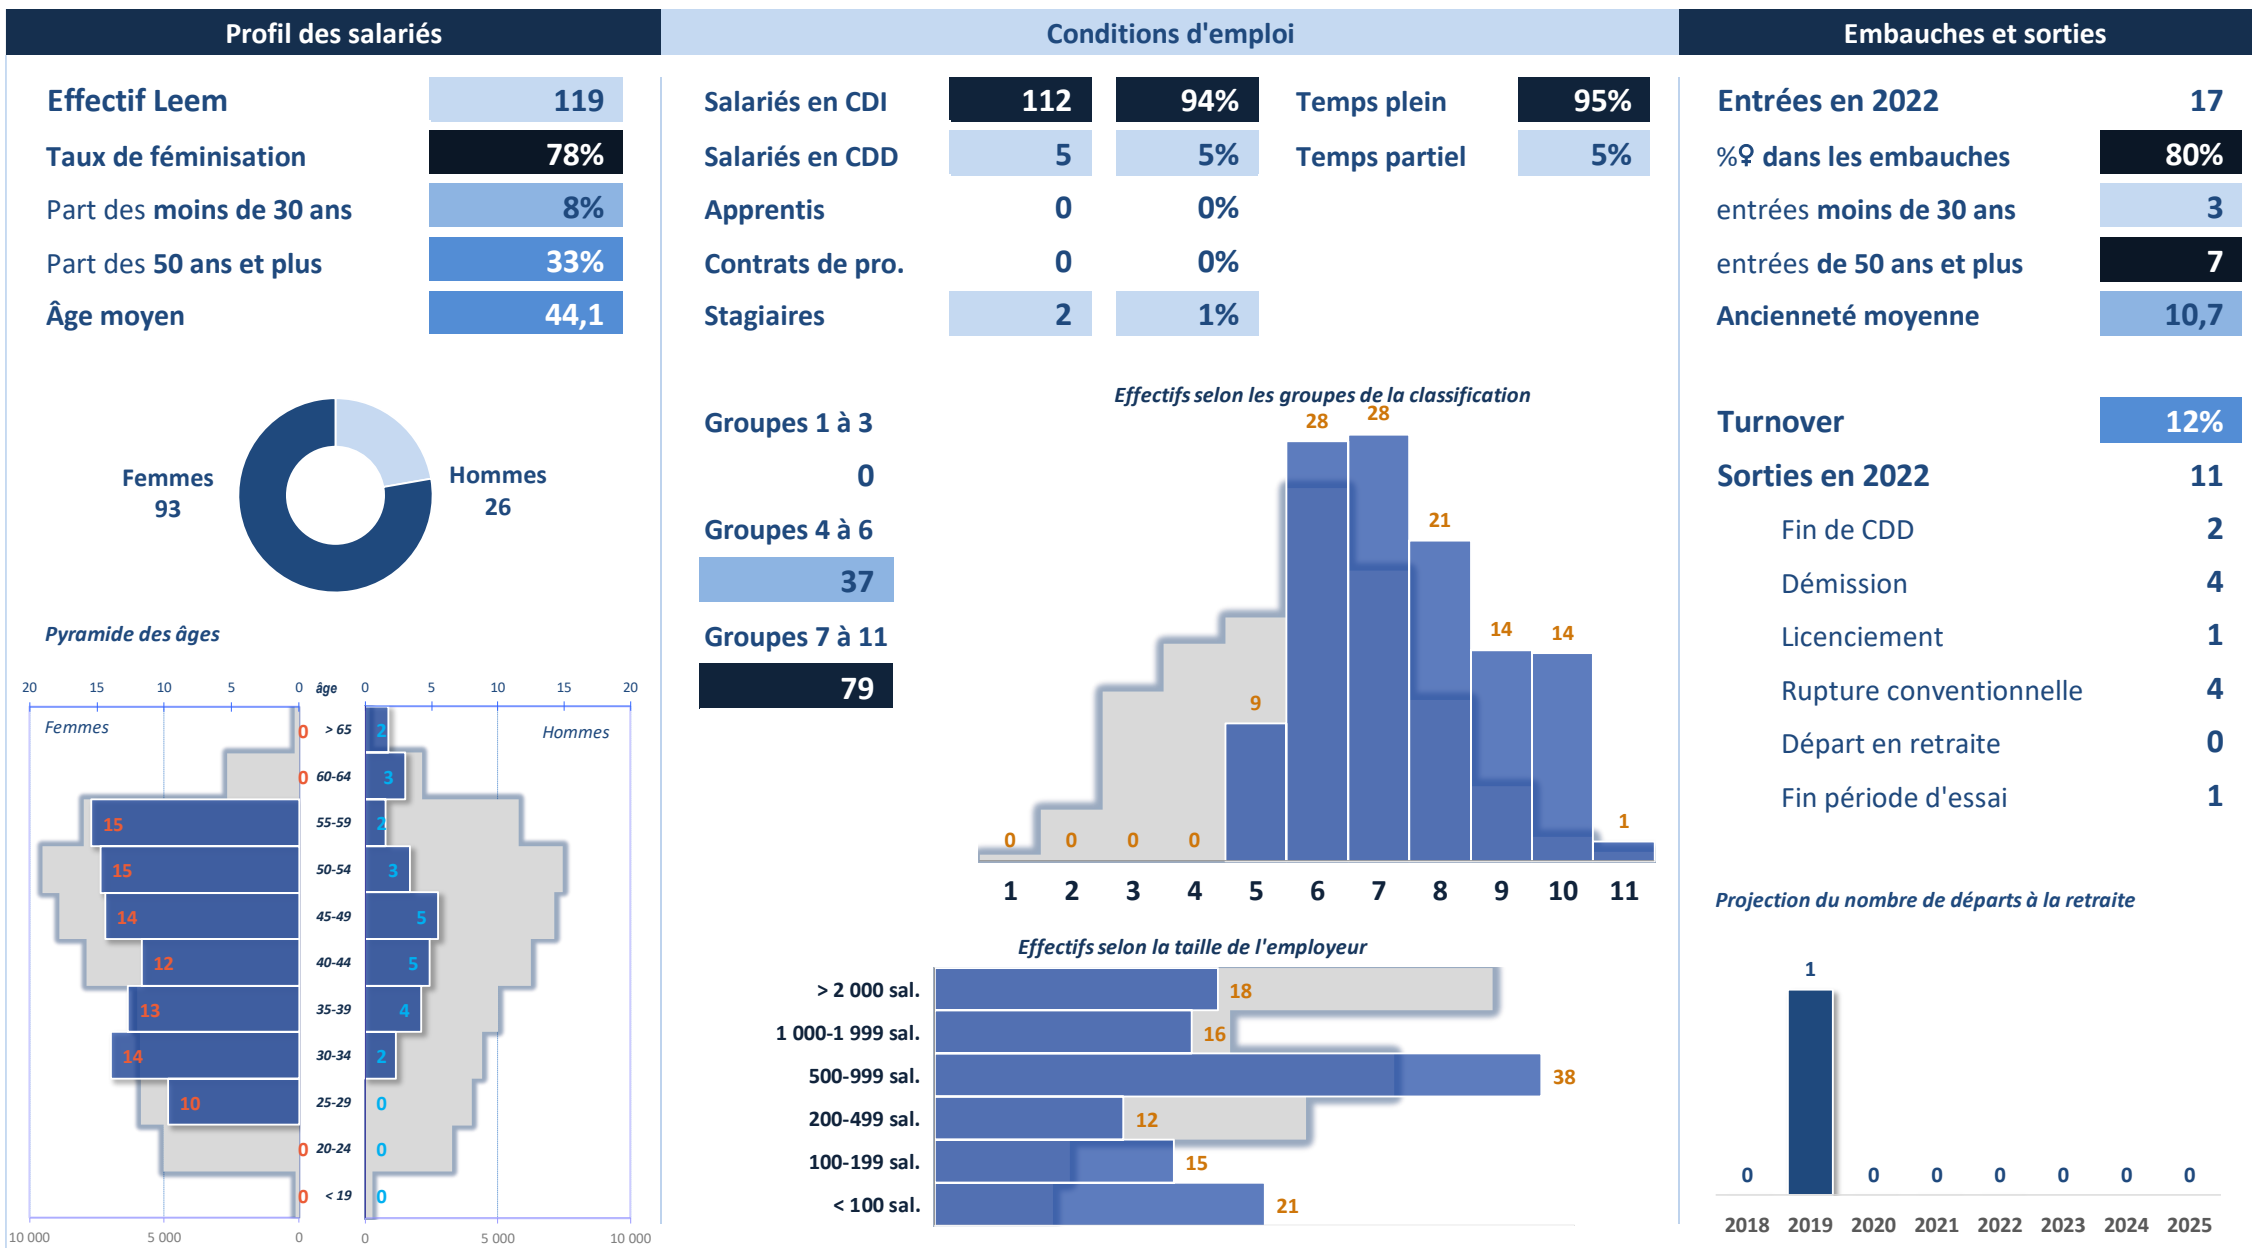 Profil des salariés
Effectif Leem 119
Taux de féminisation 78%
Part des moins de 30 ans 8%
Part des 50 ans et plus 33%
Âge moyen 44,1
Femmes
93
Hommes
26
Pyramide des âges
20 15 10 5 0 âge 0 5 10 15 20
Femmes
Hommes
0 > 65 2
0 60-64 3
15 55-59 2
15 50-54 3
14 45-49 5
12 40-44 5
13 35-39 4
14 30-34 2
10 25-29 0
0 20-24 0
0 < 19 0
10 000 5 000 0 0 5 000 10 000
Conditions d'emploi
Salariés en CDI 112 94% Temps plein 95%
Salariés en CDD 5 5% Temps partiel 5%
Apprentis 0 0%
Contrats de pro. 0 0%
Stagiaires 2 1%
Groupes 1 à 3
0
Groupes 4 à 6
37
Groupes 7 à 11
79
Effectifs selon les groupes de la classification
0 0 0 0 9 28 28 21 14 14 1
1 2 3 4 5 6 7 8 9 10 11
Effectifs selon la taille de l'employeur
> 2 000 sal. 18
1 000-1 999 sal. 16
500-999 sal. 38
200-499 sal. 12
100-199 sal. 15
< 100 sal. 21
Embauches et sorties
Entrées en 2022 17
%♀ dans les embauches 80%
entrées moins de 30 ans 3
entrées de 50 ans et plus 7
Ancienneté moyenne 10,7
Turnover 12%
Sorties en 2022 11
Fin de CDD 2
Démission 4
Licenciement 1
Rupture conventionnelle 4
Départ en retraite 0
Fin période d'essai 1
Projection du nombre de départs à la retraite
0 1 0 0 0 0 0 0
2018 2019 2020 2021 2022 2023 2024 2025